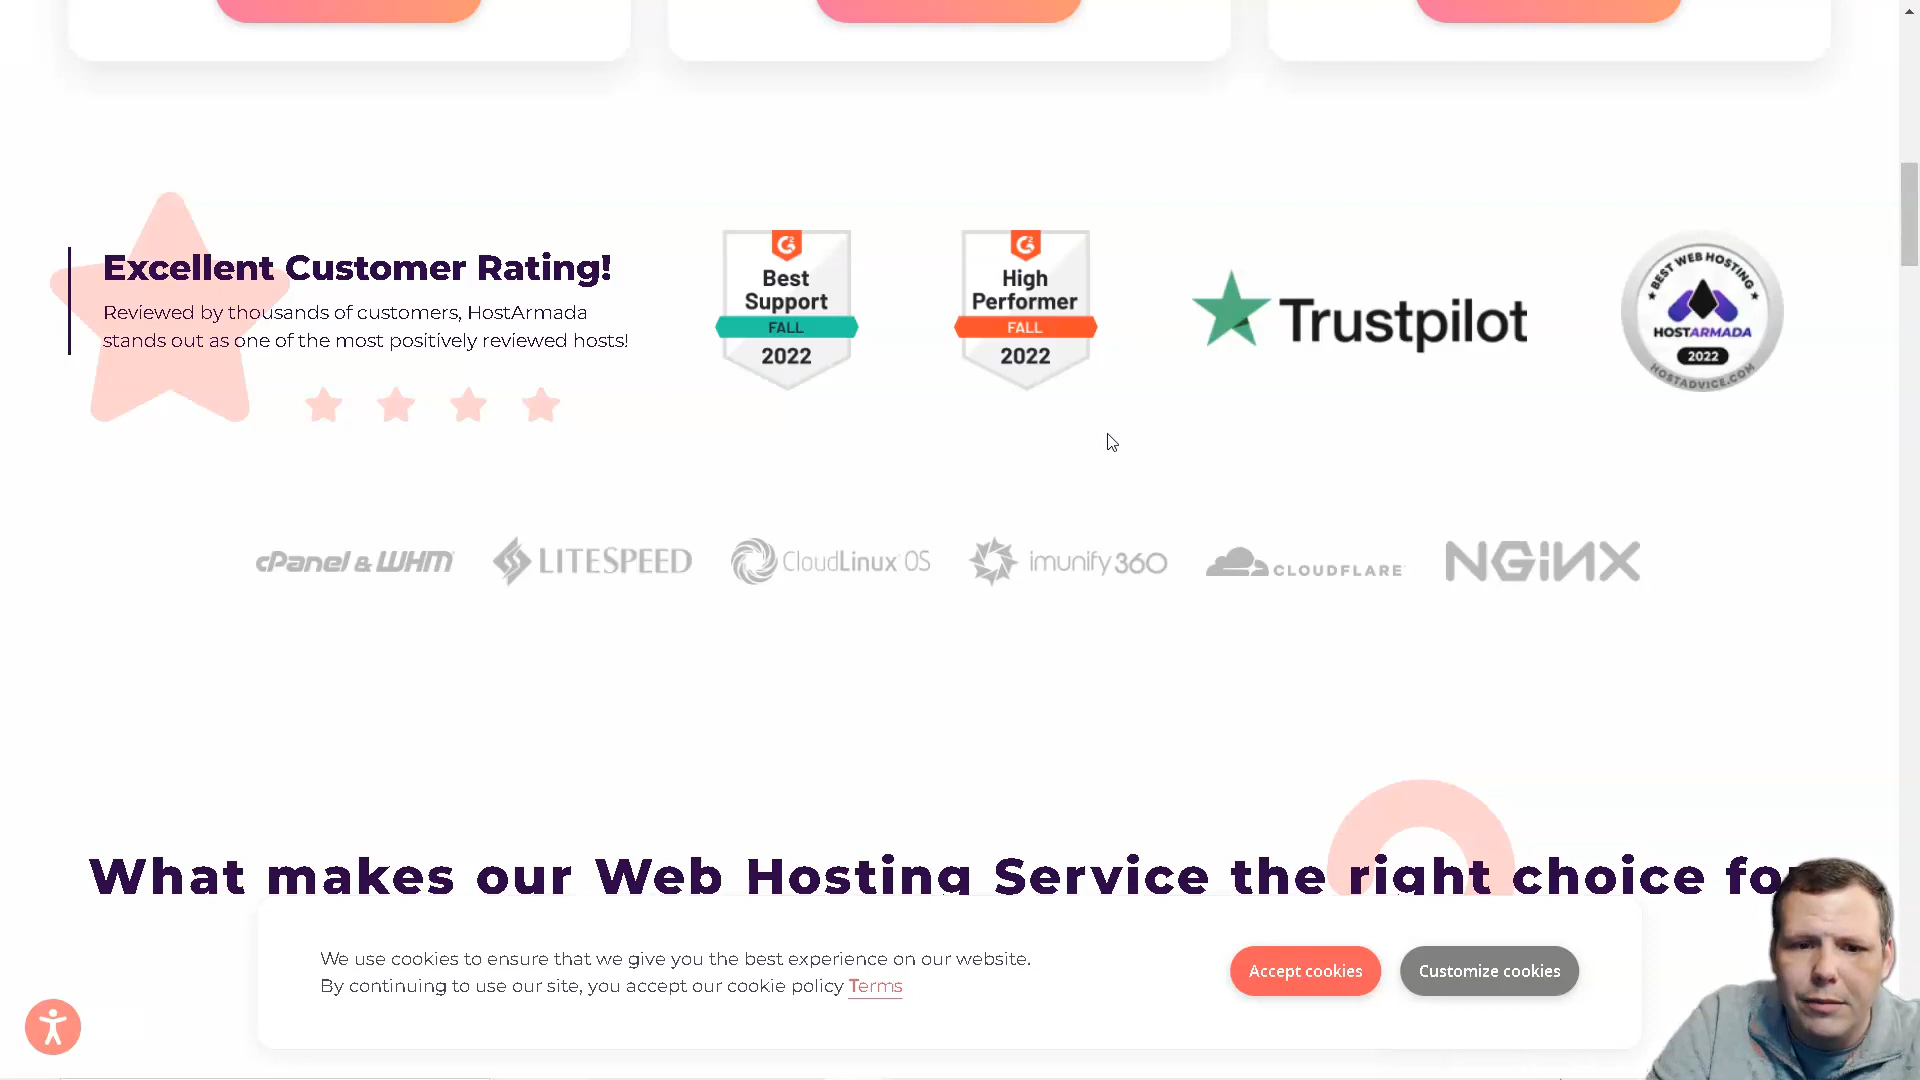 Excellent Customer Rating!
Reviewed by thousands of customers, HostArmada
stands out as one of the most positively reviewed hosts!
G2
Best
Support
FALL
2022
G2
High
Performer
FALL
2022
Trustpilot
BEST WEB HOSTING
HOSTARMADA
2022
HOSTADVICE.COM
cPanel & WHM
LITESPEED
CloudLinux OS
imunify360
CLOUDFLARE
NGiNX
What makes our Web Hosting Service the right choice for
We use cookies to ensure that we give you the best experience on our website.
By continuing to use our site, you accept our cookie policy Terms
Accept cookies
Customize cookies